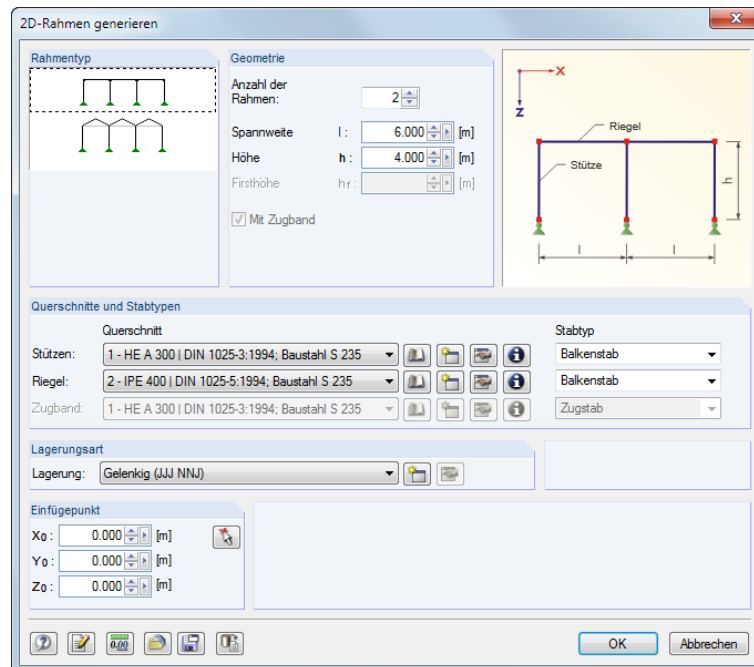 2D-Rahmen generieren
Rahmentyp
Geometrie
Anzahl der
Rahmen: 2
Spannweite l : 6.000 [m]
Höhe h : 4.000 [m]
Firsthöhe hf : [m]
Mit Zugband
X
Z
Riegel
Stütze
h
l l
Querschnitte und Stabtypen
Querschnitt Stabtyp
Stützen: 1 - HE A 300 | DIN 1025-3:1994; Baustahl S 235 Balkenstab
Riegel: 2 - IPE 400 | DIN 1025-5:1994; Baustahl S 235 Balkenstab
Zugband: 1 - HE A 300 | DIN 1025-3:1994; Baustahl S 235 Zugstab
Lagerungsart
Lagerung: Gelenkig (JJJ NNJ)
Einfügepunkt
X0 : 0.000 [m]
Y0 : 0.000 [m]
Z0 : 0.000 [m]
0.00
OK Abbrechen